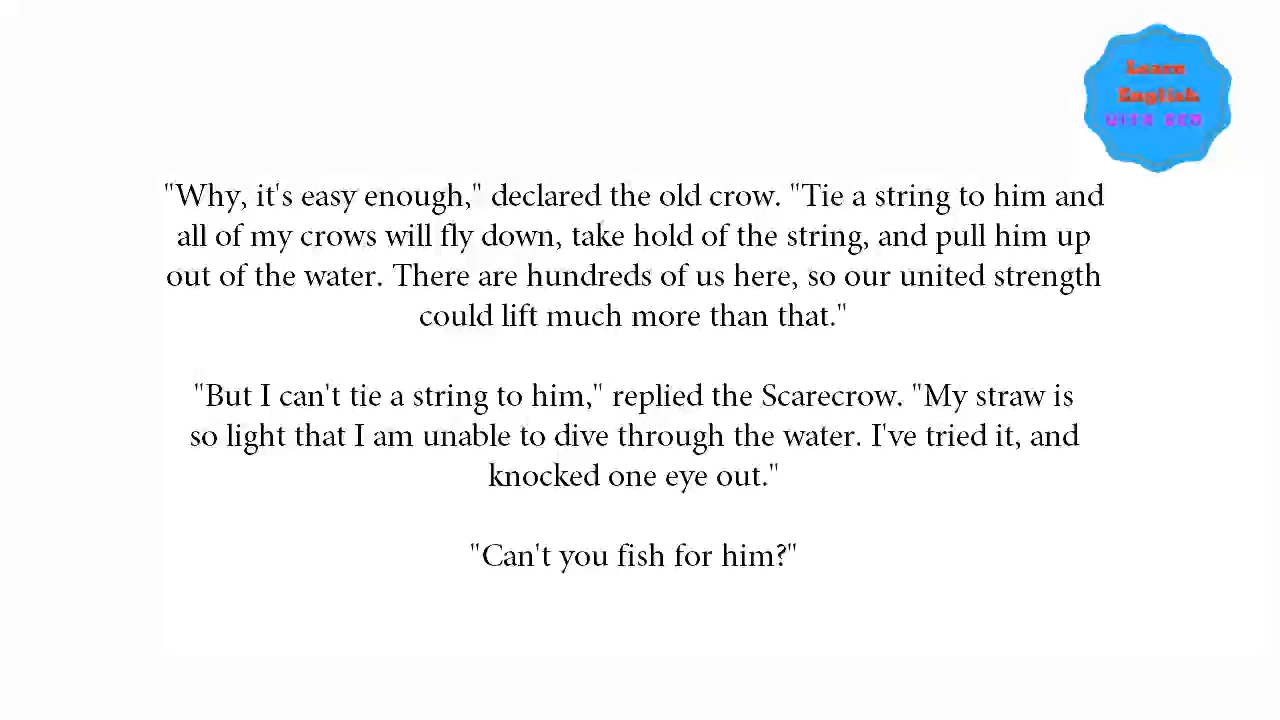 Learn
English
"Why, it's easy enough," declared the old crow. "Tie a string to him and
all of my crows will fly down, take hold of the string, and pull him up
out of the water. There are hundreds of us here, so our united strength
could lift much more than that."
"But I can't tie a string to him," replied the Scarecrow. "My straw is
so light that I am unable to dive through the water. I've tried it, and
knocked one eye out."
"Can't you fish for him?"